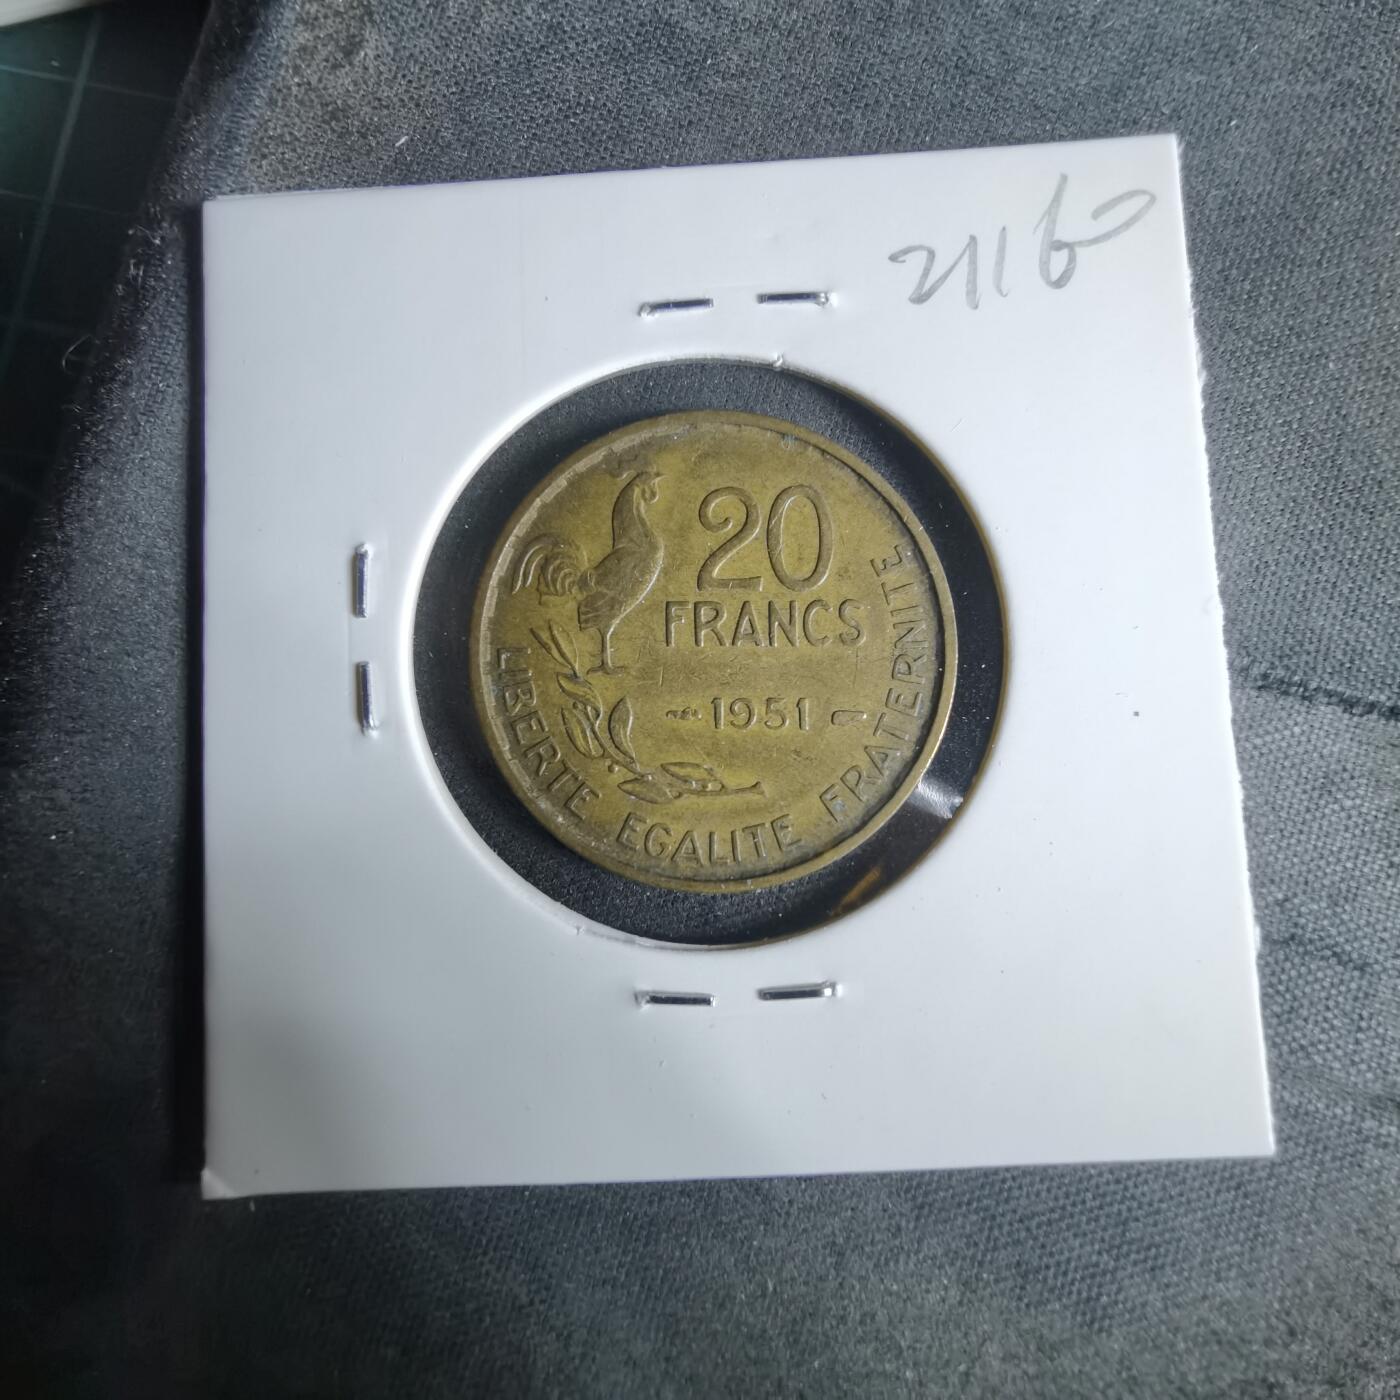 2116
20
FRANCS
1951
LIBERTE EGALITE FRATERNITE